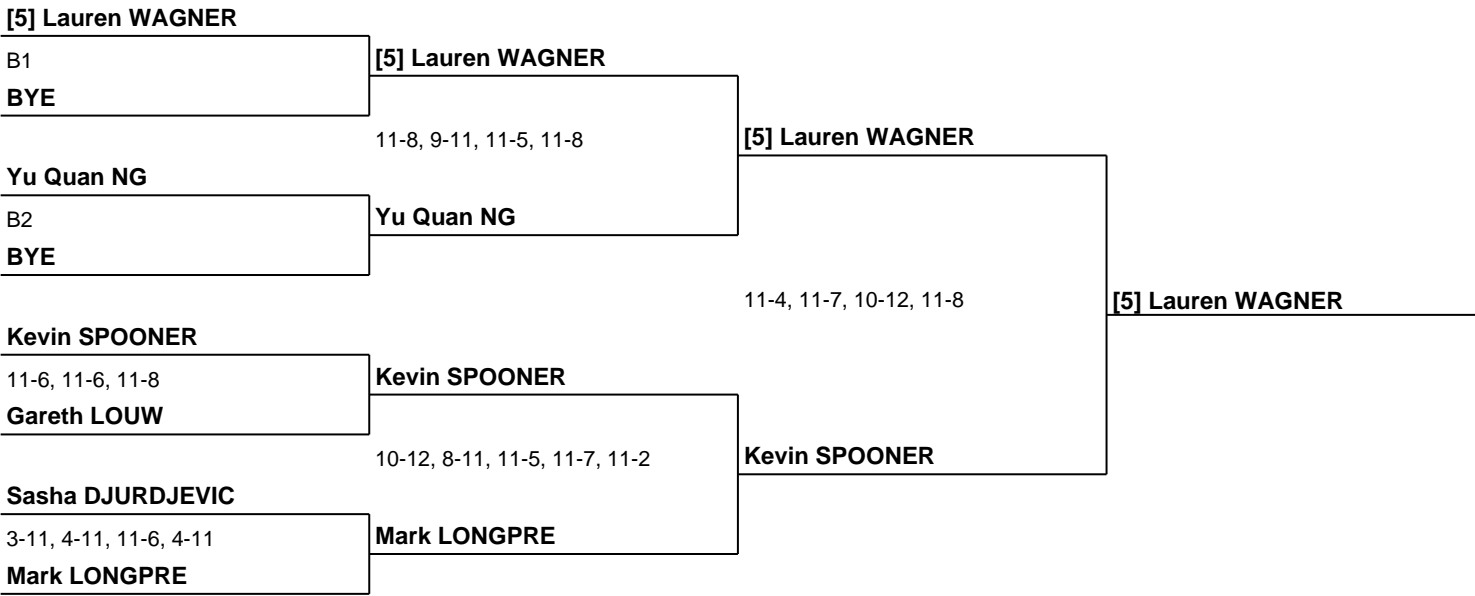 [5] Lauren WAGNER
B1
BYE
[5] Lauren WAGNER
11-8, 9-11, 11-5, 11-8
[5] Lauren WAGNER
Yu Quan NG
B2
BYE
Yu Quan NG
11-4, 11-7, 10-12, 11-8
[5] Lauren WAGNER
Kevin SPOONER
11-6, 11-6, 11-8
Gareth LOUW
Kevin SPOONER
10-12, 8-11, 11-5, 11-7, 11-2
Kevin SPOONER
Sasha DJURDJEVIC
3-11, 4-11, 11-6, 4-11
Mark LONGPRE
Mark LONGPRE